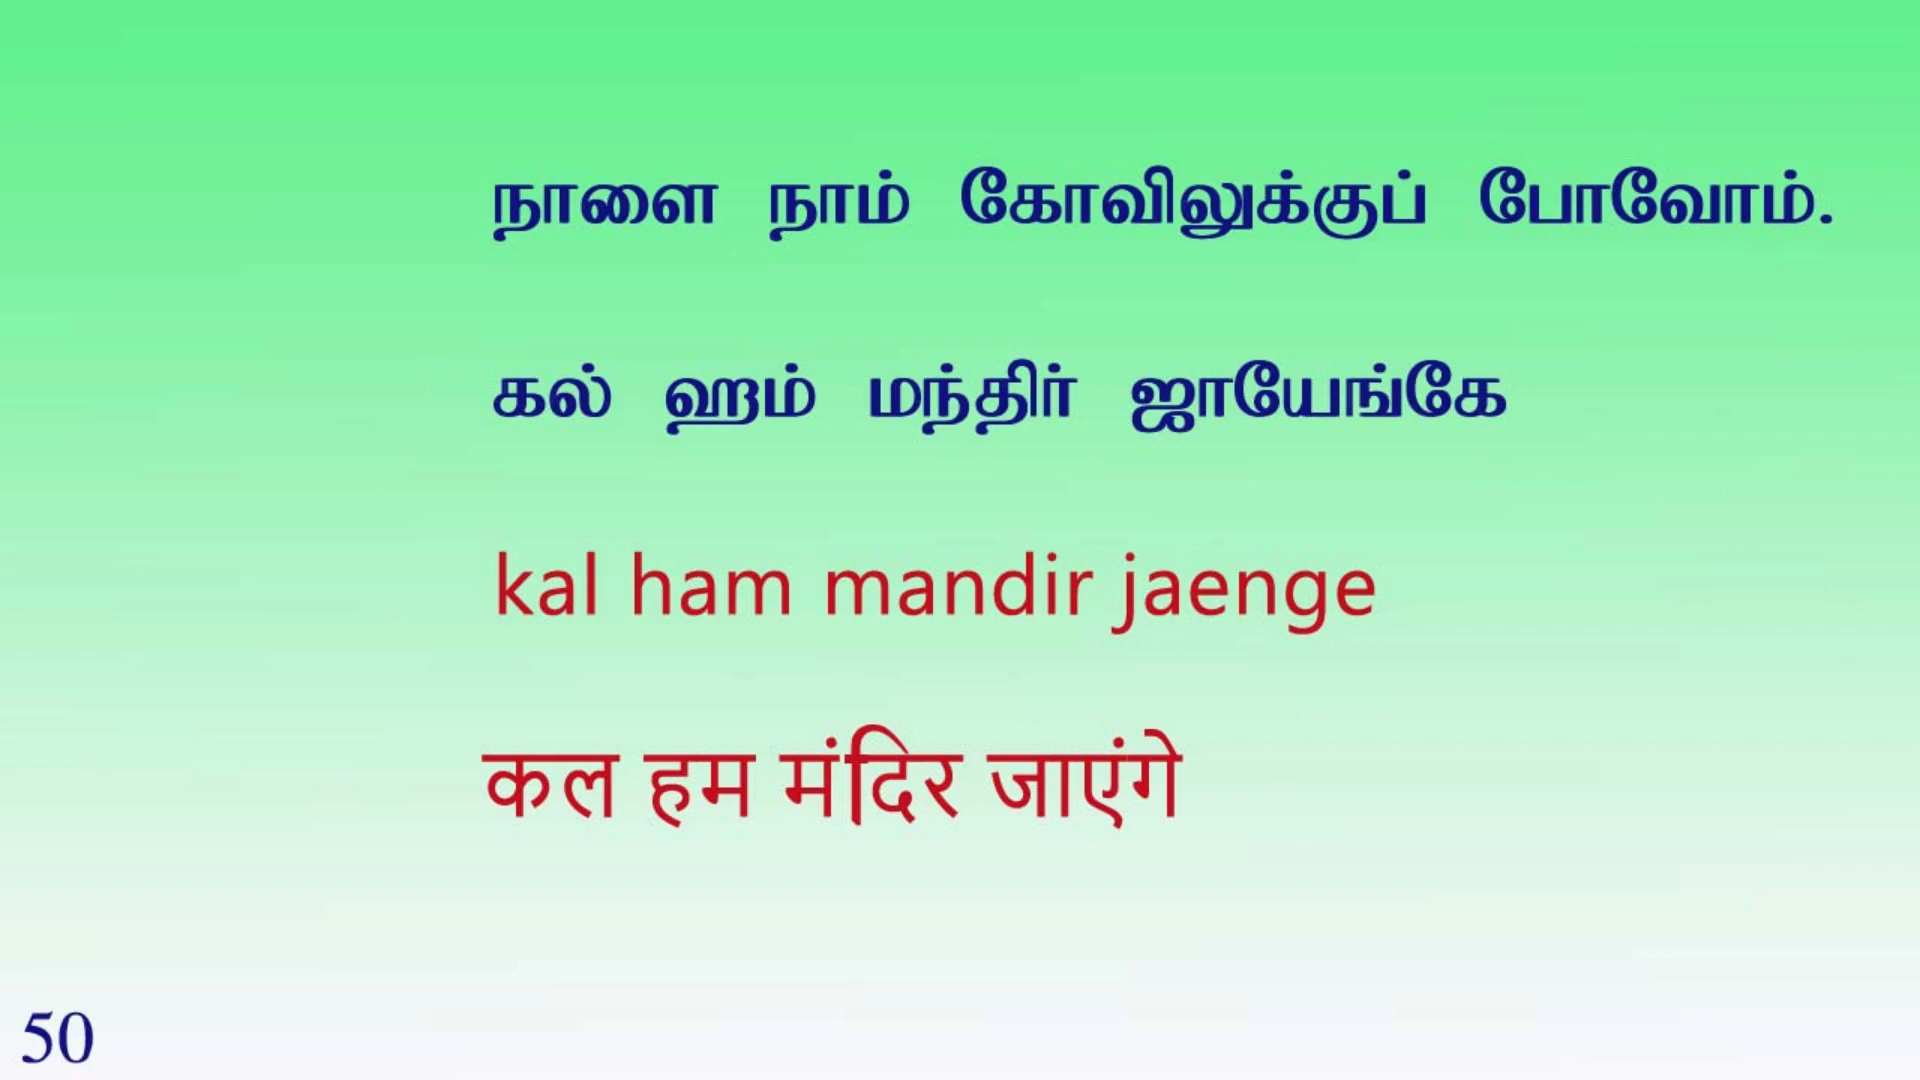 நாளை நாம் கோவிலுக்குப் போவோம்.
கல் ஹம் மந்திர் ஜாயேங்கே
kal ham mandir jaenge
कल हम मंदिर जाएंगे
50